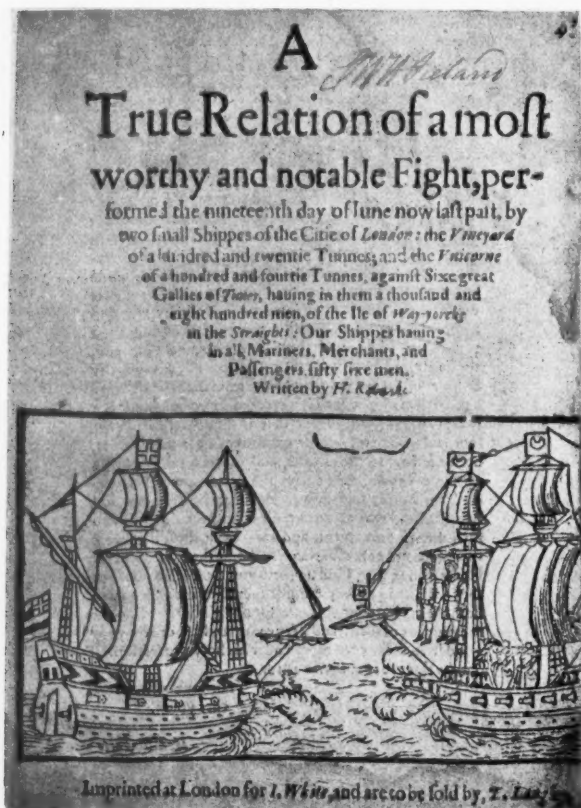 A
True Relation of a moſt
worthy and notable Fight, per-
formed the nineteenth day of Iune now laſt paſt, by
two ſmall Shippes of the Citie of London: the Vineyard
of a hundred and twentie Tunnes; and the Vnicorne
of a hundred and fourtie Tunnes, againſt Sixe great
Gallies of, hauing in them a thouſand and
eight hundred men, of the Ile of Way-yorcke
in the Straights: Our Shippes hauing
in all, Mariners, Merchants, and
Paſſengers, fifty ſixe men.
Written by H.
Imprinted at London for I. White, and are to be ſold by, T.